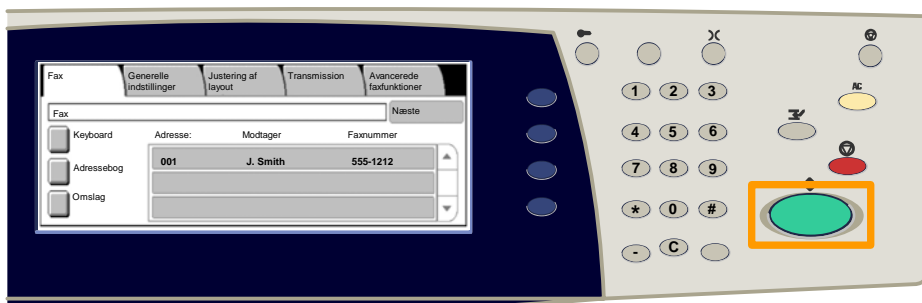 Fax
Generelle
indstillinger
Justering af
layout
Transmission
Avancerede
faxfunktioner
Fax
Næste
Keyboard
Adressebog
Omslag
Adresse:
Modtager
Faxnummer
001
J. Smith
555-1212
1 2 3
4 5 6
7 8 9
* 0 #
- C
AC